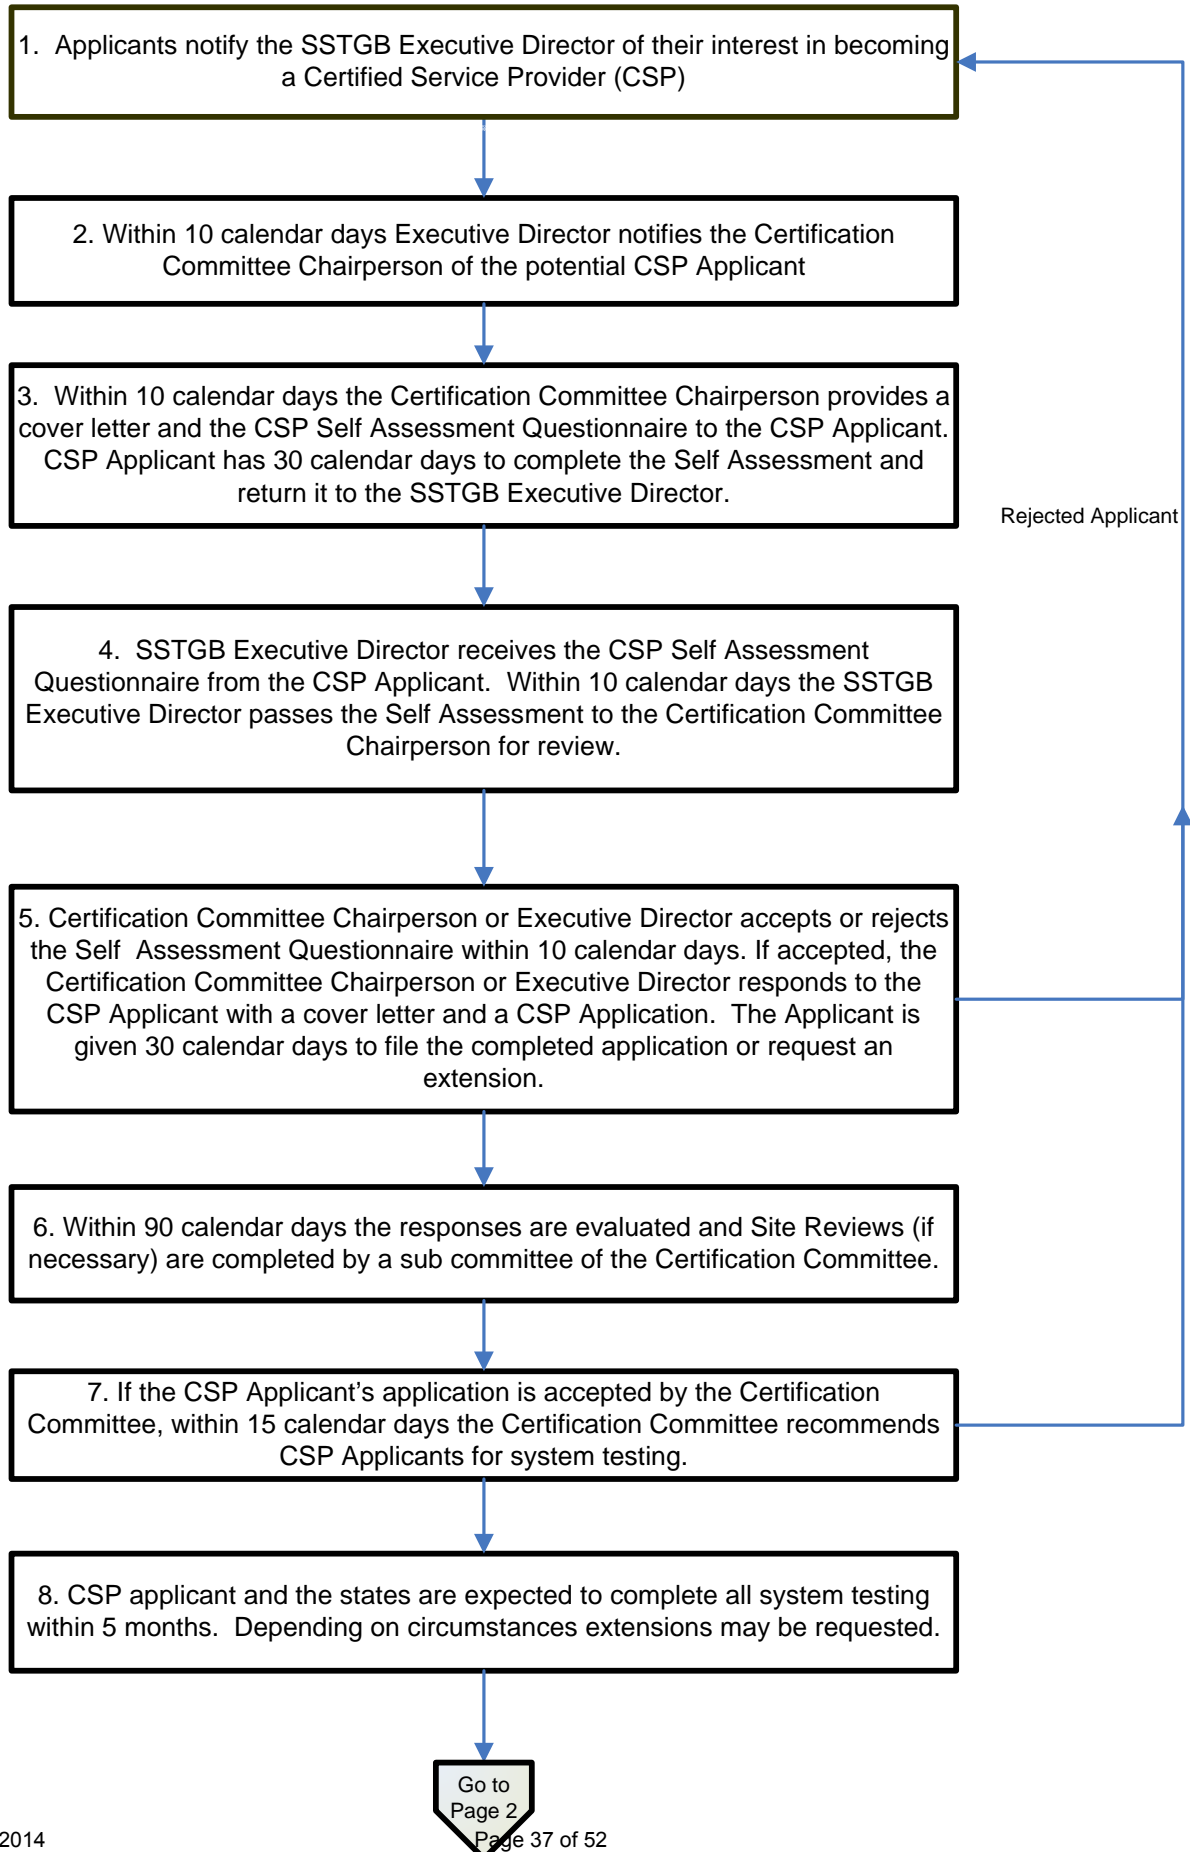 1. Applicants notify the SSTGB Executive Director of their interest in becoming
a Certified Service Provider (CSP)
2. Within 10 calendar days Executive Director notifies the Certification
Committee Chairperson of the potential CSP Applicant
3. Within 10 calendar days the Certification Committee Chairperson provides a
cover letter and the CSP Self Assessment Questionnaire to the CSP Applicant.
CSP Applicant has 30 calendar days to complete the Self Assessment and
return it to the SSTGB Executive Director.
Rejected Applicant
4. SSTGB Executive Director receives the CSP Self Assessment
Questionnaire from the CSP Applicant. Within 10 calendar days the SSTGB
Executive Director passes the Self Assessment to the Certification Committee
Chairperson for review.
5. Certification Committee Chairperson or Executive Director accepts or rejects
the Self Assessment Questionnaire within 10 calendar days. If accepted, the
Certification Committee Chairperson or Executive Director responds to the
CSP Applicant with a cover letter and a CSP Application. The Applicant is
given 30 calendar days to file the completed application or request an
extension.
6. Within 90 calendar days the responses are evaluated and Site Reviews (if
necessary) are completed by a sub committee of the Certification Committee.
7. If the CSP Applicant's application is accepted by the Certification
Committee, within 15 calendar days the Certification Committee recommends
CSP Applicants for system testing.
8. CSP applicant and the states are expected to complete all system testing
within 5 months. Depending on circumstances extensions may be requested.
Go to
Page 2
2014
Page 37 of 52